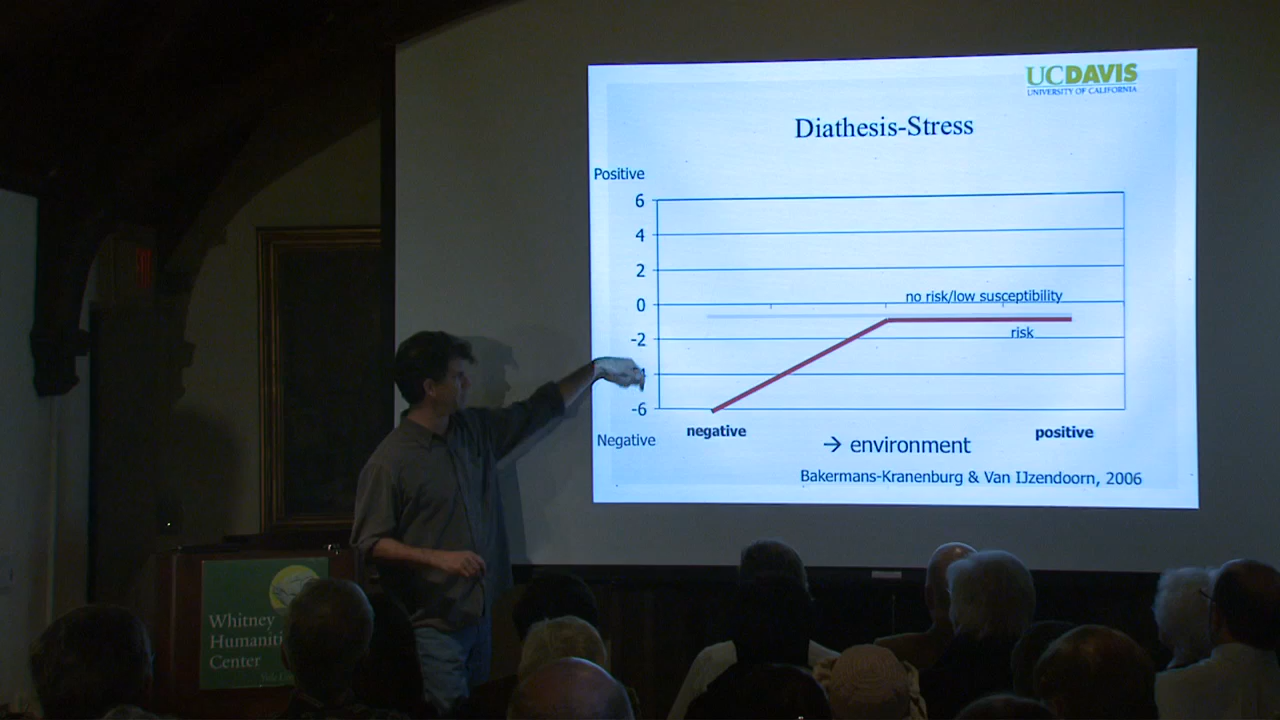 UCDAVIS
UNIVERSITY OF CALIFORNIA
Diathesis-Stress
Positive
6
4
2
0
no risk/low susceptibility
-2
risk
-6
Negative
negative
→ environment
positive
Bakermans-Kranenburg & Van IJzendoorn, 2006
Whitney
Humaniti
Center